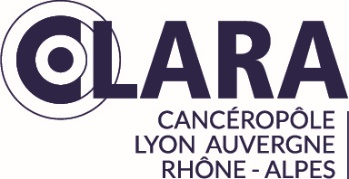 CLARA
CANCÉROPÔLE
LYON AUVERGNE
RHÔNE - ALPES